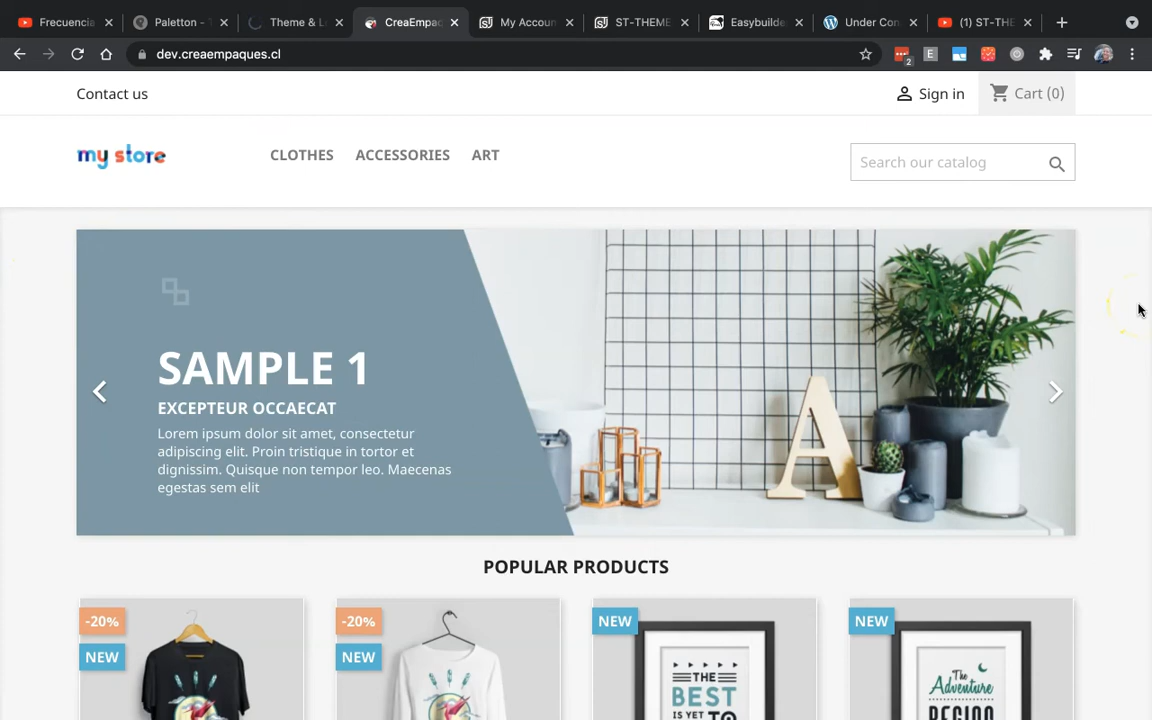 Frecuencia
Paletton -
Theme & L
CreaEmpaq
My Accoun
ST-THEME
Easybuilde
Under Con
(1) ST-THE
dev.creaempaques.cl
E
2
Contact us
Sign in
Cart (0)
my store
CLOTHES ACCESSORIES ART
Search our catalog
SAMPLE 1
EXCEPTEUR OCCAECAT
Lorem ipsum dolor sit amet, consectetur
adipiscing elit. Proin tristique in tortor et
dignissim. Quisque non tempor leo. Maecenas
egestas sem elit
A
POPULAR PRODUCTS
-20%
NEW
-20%
NEW
NEW
THE
BEST
IS YET TO
NEW
The
Adventure
BEGINS